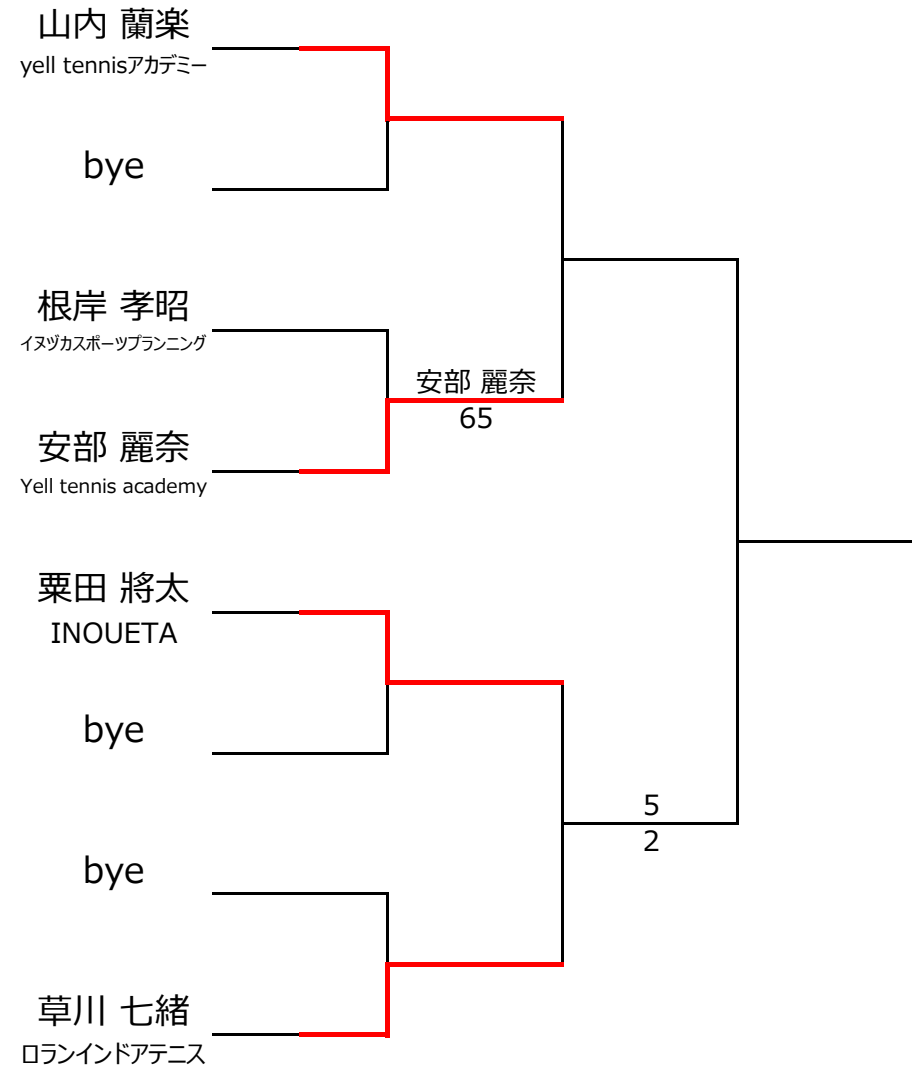 山内 蘭楽
yell tennisアカデミー
bye
根岸 孝昭
イヌヅカスポーツプランニング
安部 麗奈
65
安部 麗奈
Yell tennis academy
粟田 將太
INOUETA
bye
5
2
bye
草川 七緒
ロランインドアテニス